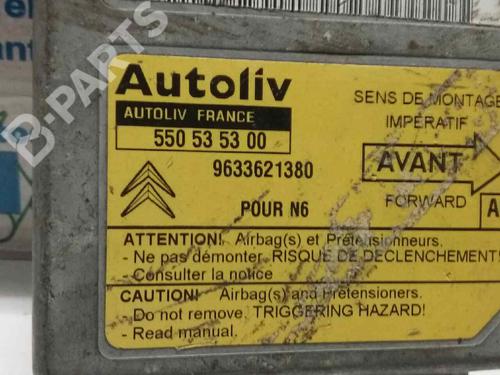 B-PARTS
Autoliv
AUTOLIV FRANCE
550 53 53 00
9633621380
POUR N6
SENS DE MONTAGE
IMPERATIF
AVANT
FORWARD
ATTENTION! Airbag(s) et Prétensionneurs.
- Ne pas démonter. RISQUE DE DECLENCHEMENT!
- Consulter la notice
CAUTION! Airbag(s) and Pretensioners.
- Do not remove. TRIGGERING HAZARD!
- Read manual.